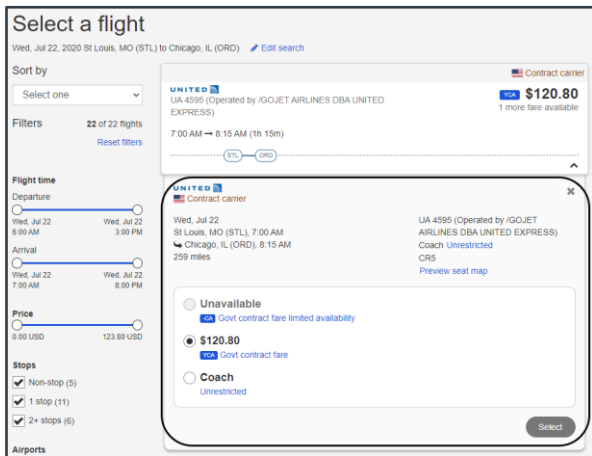 Select a flight
Wed, Jul 22, 2020 St Louis, MO (STL) to Chicago, IL (ORD) Edit search
Sort by
Select one
Filters 22 of 22 flights
Reset filters
Flight time
Departure
Wed, Jul 22 Wed, Jul 22
6:00 AM 3:00 PM
Arrival
Wed, Jul 22 Wed, Jul 22
7:00 AM 8:00 PM
Price
0.00 USD 123.80 USD
Stops
Non-stop (5)
1 stop (11)
2+ stops (6)
Airports
Contract carrier
UNITED
UA 4595 (Operated by /GOJET AIRLINES DBA UNITED
EXPRESS)
YCA $120.80
1 more fare available
7:00 AM → 8:15 AM (1h 15m)
STL ORD
UNITED
Contract carrier
Wed, Jul 22
St Louis, MO (STL), 7:00 AM
↳ Chicago, IL (ORD), 8:15 AM
259 miles
UA 4595 (Operated by /GOJET
AIRLINES DBA UNITED EXPRESS)
Coach Unrestricted
CR5
Preview seat map
Unavailable
-CA Govt contract fare limited availability
$120.80
YCA Govt contract fare
Coach
Unrestricted
Select